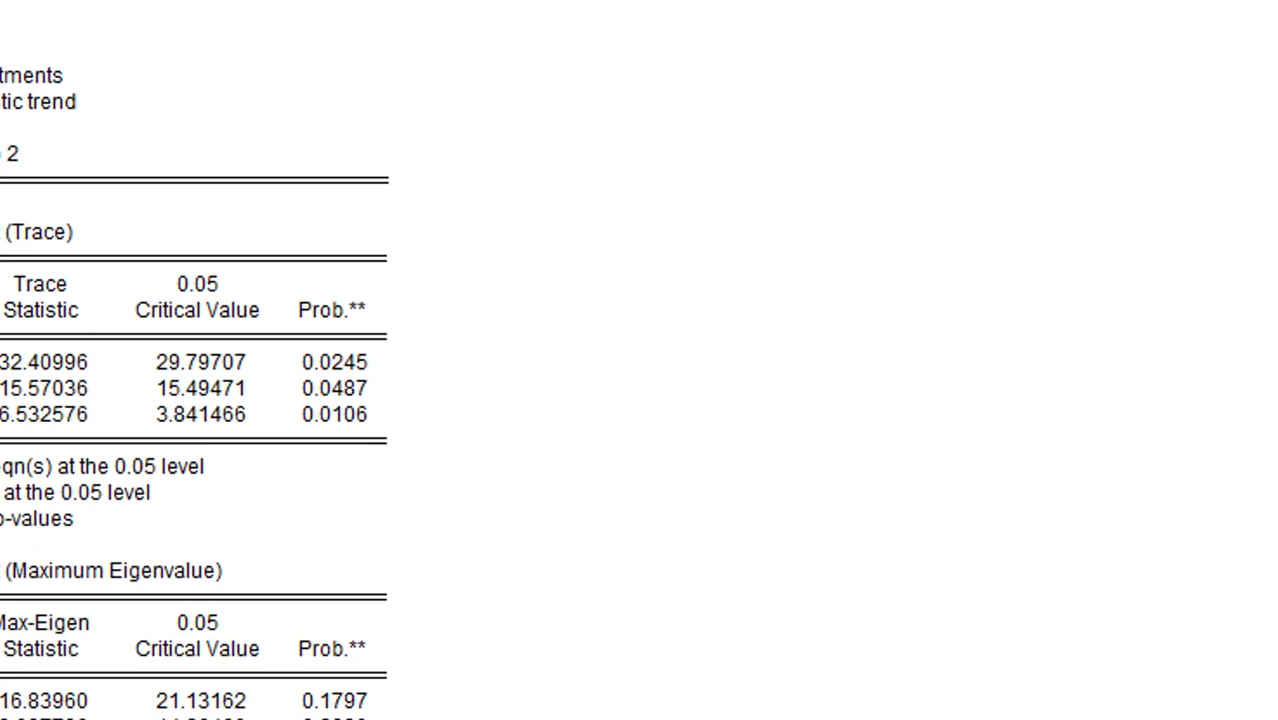 tments
tic trend
2
(Trace)
Trace 0.05
Statistic Critical Value Prob.**
32.40996 29.79707 0.0245
15.57036 15.49471 0.0487
6.532576 3.841466 0.0106
qn(s) at the 0.05 level
at the 0.05 level
p-values
(Maximum Eigenvalue)
Max-Eigen 0.05
Statistic Critical Value Prob.**
16.83960 21.13162 0.1797